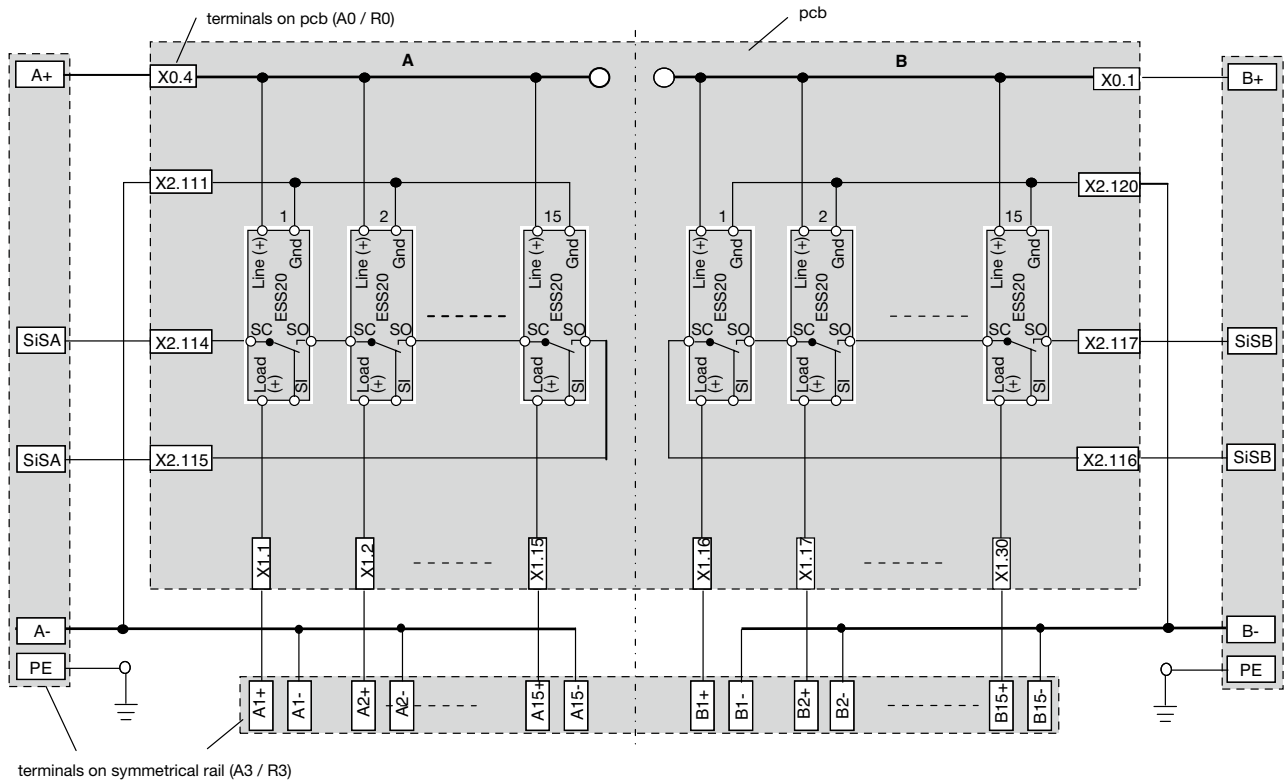 terminals on pcb (A0 / R0)
pcb
A
B
A+
X0.4
X0.1
B+
X2.111
X2.120
1
2
15
1
2
15
Line (+)
Gnd
Line (+)
Gnd
Line (+)
Gnd
Line (+)
Gnd
Line (+)
Gnd
Line (+)
Gnd
ESS20
ESS20
ESS20
ESS20
ESS20
ESS20
SiSA
X2.114
SC
SO
SC
SO
SC
SO
SC
SO
SC
SO
SC
SO
X2.117
SiSB
Load (+)
SI
Load (+)
SI
Load (+)
SI
Load (+)
SI
Load (+)
SI
Load (+)
SI
SiSA
X2.115
X2.116
SiSB
X1.1
X1.2
X1.15
X1.16
X1.17
X1.30
A-
B-
PE
PE
A1+
A1-
A2+
A2-
A15+
A15-
B1+
B1-
B2+
B2-
B15+
B15-
terminals on symmetrical rail (A3 / R3)